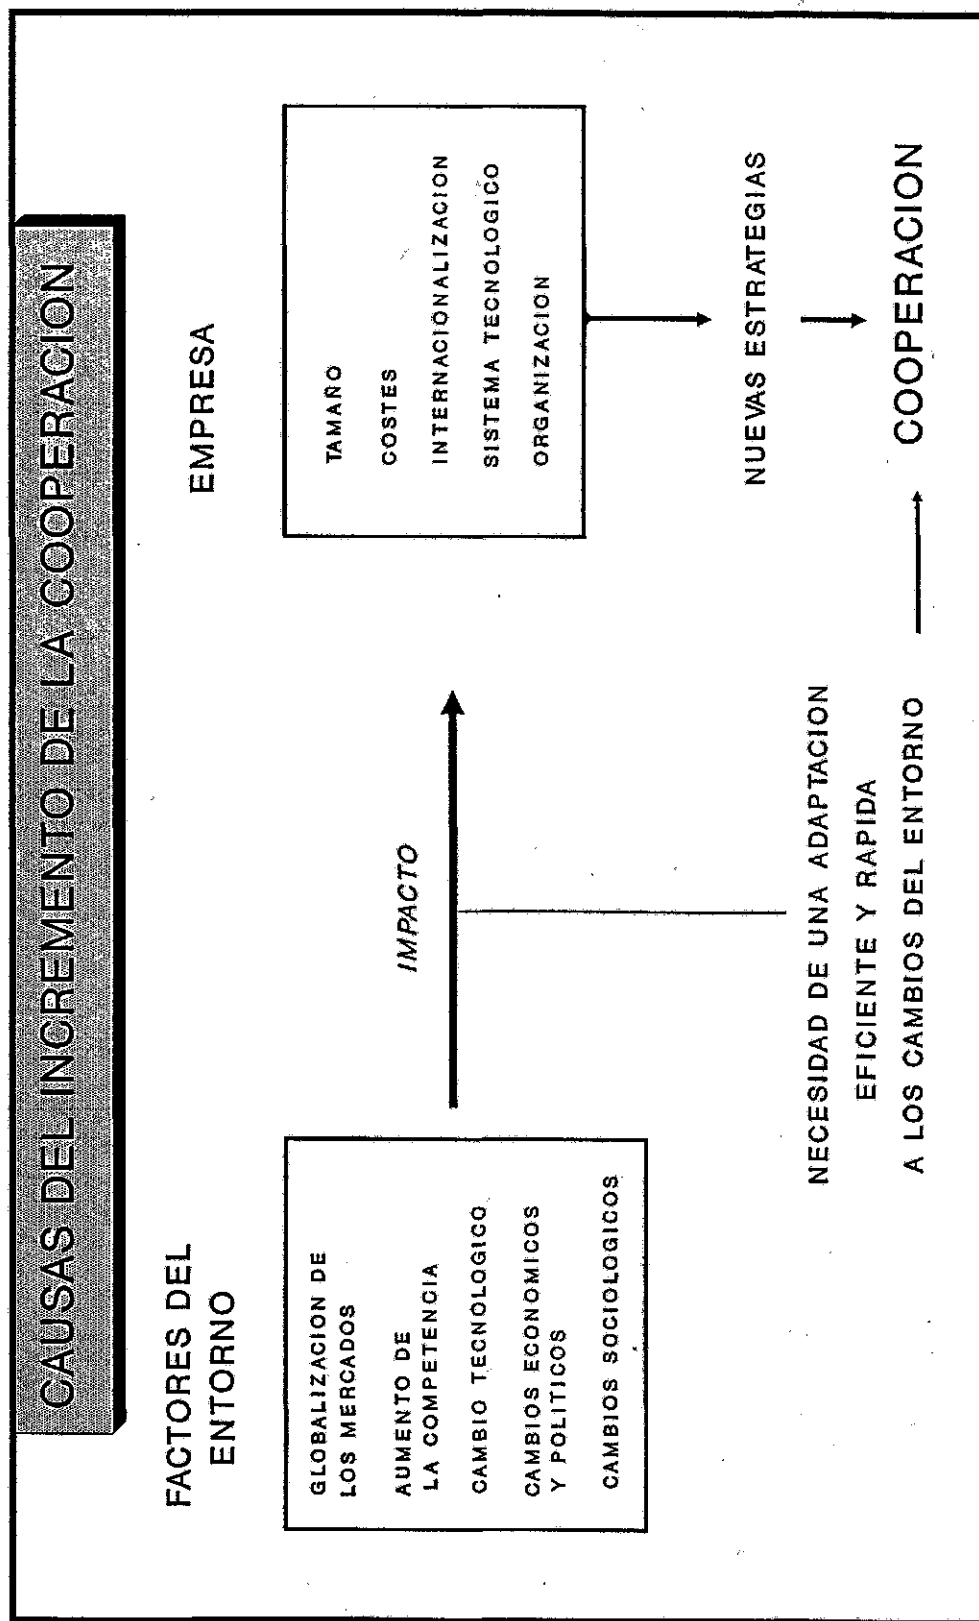 CAUSAS DEL INCREMENTO DE LA COOPERACION
FACTORES DEL
ENTORNO
GLOBALIZACION DE
LOS MERCADOS
AUMENTO DE
LA COMPETENCIA
CAMBIO TECNOLOGICO
CAMBIOS ECONOMICOS
Y POLITICOS
CAMBIOS SOCIOLOGICOS
IMPACTO
EMPRESA
TAMAÑO
COSTES
INTERNACIONALIZACION
SISTEMA TECNOLOGICO
ORGANIZACION
NUEVAS ESTRATEGIAS
NECESIDAD DE UNA ADAPTACION
EFICIENTE Y RAPIDA
A LOS CAMBIOS DEL ENTORNO
COOPERACION